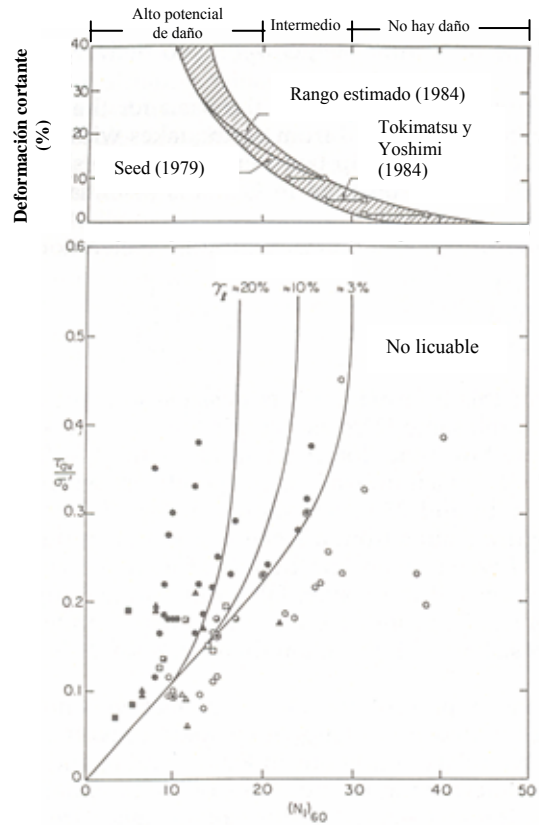 Alto potencial
de daño
Intermedio
No hay daño
Deformación cortante
(%)
40
30
20
10
0
Rango estimado (1984)
Tokimatsu y
Yoshimi
(1984)
Seed (1979)
0.6
0.5
0.4
0.3
0.2
0.1
0
γℓ ≈20%
≈10%
≈3%
No licuable
0 10 20 30 40 50
(N₁)₆₀